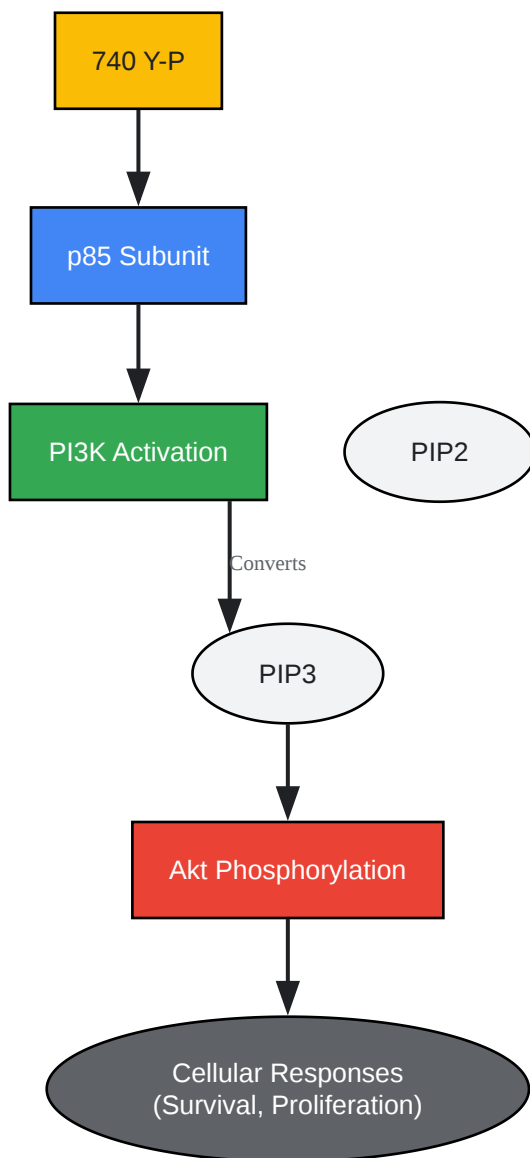 740 Y-P
p85 Subunit
PI3K Activation
PIP2
Converts
PIP3
Akt Phosphorylation
Cellular Responses
(Survival, Proliferation)